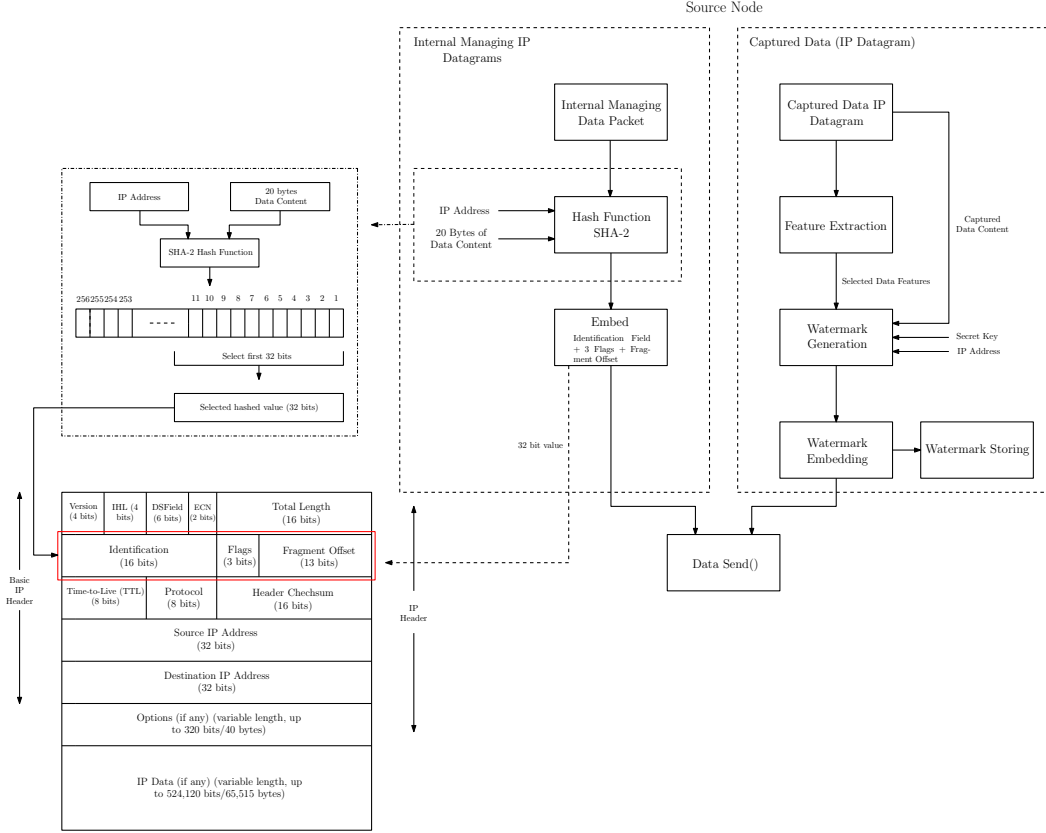 Source Node
Internal Managing IP
Datagrams
Internal Managing
Data Packet
IP Address
20 Bytes of
Data Content
Hash Function
SHA-2
Embed
Identification Field
+ 3 Flags + Frag-
ment Offset
32 bit value
Captured Data (IP Datagram)
Captured Data IP
Datagram
Feature Extraction
Captured
Data Content
Selected Data Features
Watermark
Generation
Secret Key
IP Address
Watermark
Embedding
Watermark Storing
Data Send()
IP Address
20 bytes
Data Content
SHA-2 Hash Function
256 255 254 253 11 10 9 8 7 6 5 4 3 2 1
Select first 32 bits
Selected hashed value (32 bits)
Version
(4 bits)
IHL (4
bits)
DSField
(6 bits)
ECN
(2 bits)
Total Length
(16 bits)
Identification
(16 bits)
Flags
(3 bits)
Fragment Offset
(13 bits)
Time-to-Live (TTL)
(8 bits)
Protocol
(8 bits)
Header Chechsum
(16 bits)
Source IP Address
(32 bits)
Destination IP Address
(32 bits)
Options (if any) (variable length, up
to 320 bits/40 bytes)
IP Data (if any) (variable length, up
to 524,120 bits/65,515 bytes)
Basic
IP
Header
IP
Header